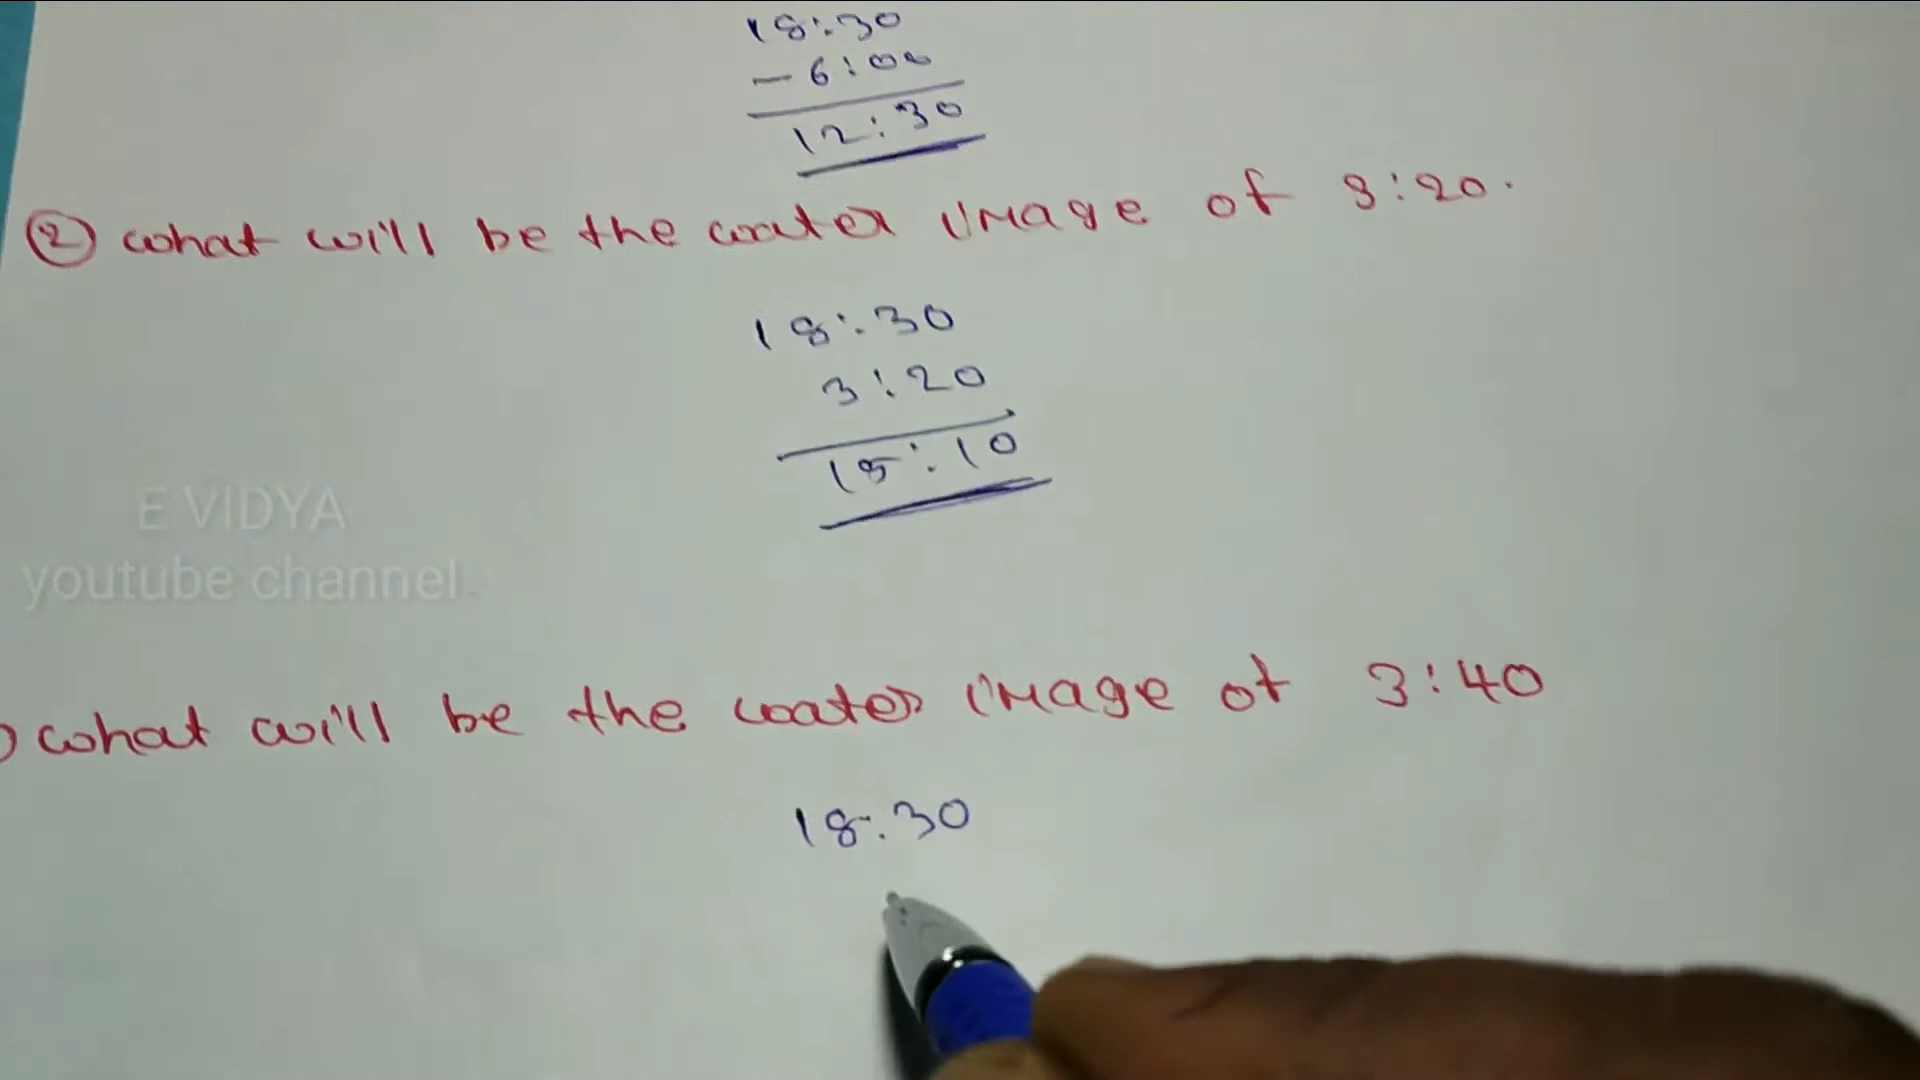 18:30
- 6:00
12:30
② what will be the water image of 3:20.
18:30
3:20
15:10
E VIDYA
youtube channel
) what will be the water image of 3:40
18:30